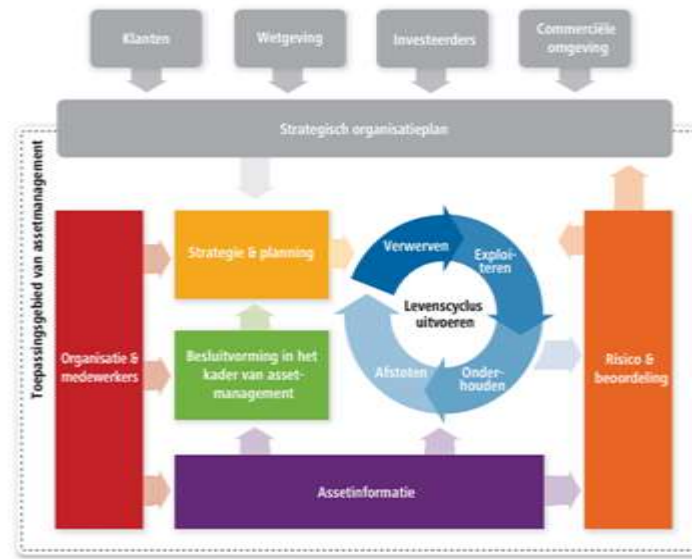 Klanten
Wetgeving
Investeerders
Commerciële
omgeving
Strategisch organisatieplan
Toepassingsgebied van assetmanagement
Organisatie &
medewerkers
Strategie & planning
Besluitvorming in het
kader van asset-
management
Verwerven
Exploi-
teren
Levenscyclus
uitvoeren
Afstoten
Onder-
houden
Risico &
beoordeling
Assetinformatie